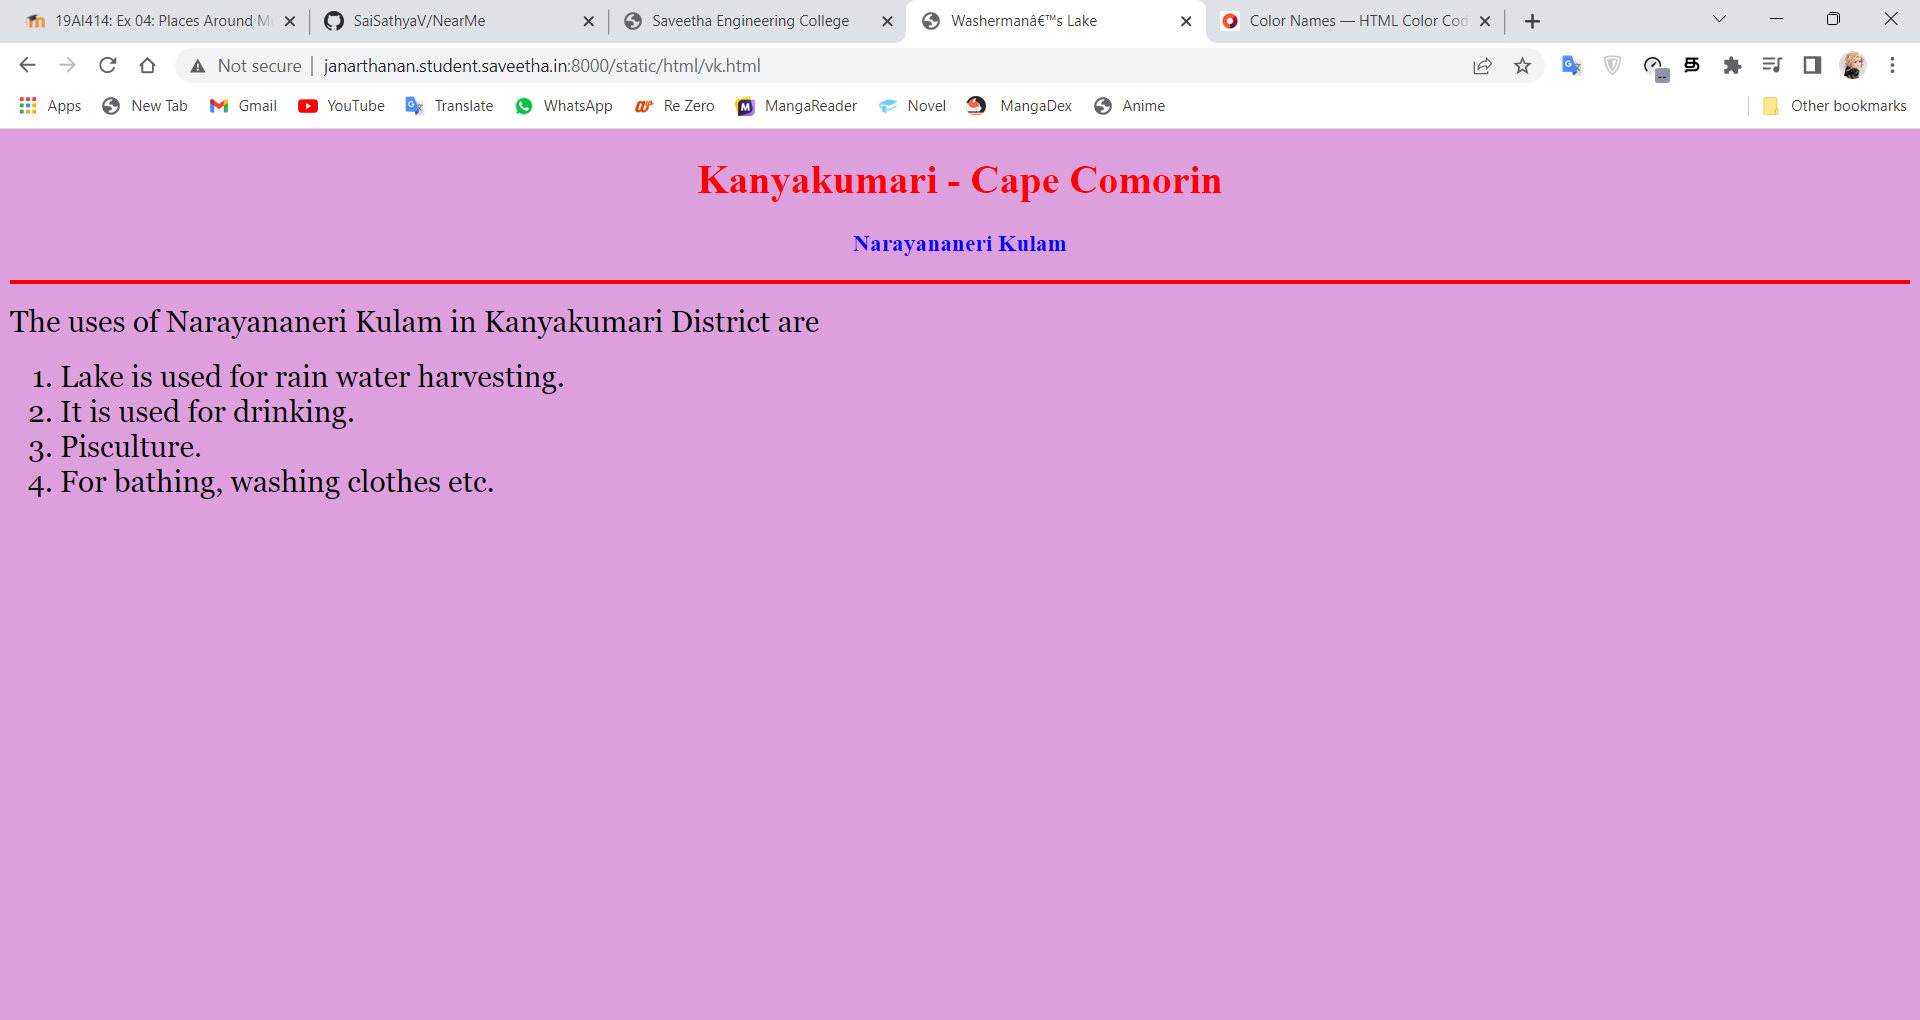 19AI414: Ex 04: Places Around Me
SaiSathyaV/NearMe
Saveetha Engineering College
Washermanâ€™s Lake
Color Names — HTML Color Cod
Not secure
janarthanan.student.saveetha.in:8000/static/html/vk.html
Apps
New Tab
Gmail
YouTube
Translate
WhatsApp
Re Zero
MangaReader
Novel
MangaDex
Anime
Other bookmarks
Kanyakumari - Cape Comorin
Narayananeri Kulam
The uses of Narayananeri Kulam in Kanyakumari District are
1. Lake is used for rain water harvesting.
2. It is used for drinking.
3. Pisculture.
4. For bathing, washing clothes etc.